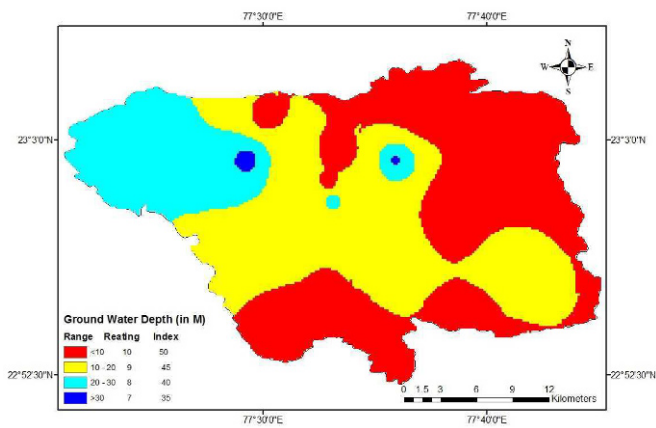 77°30'0"E 77°40'0"E
N
W E
S
23°3'0"N 23°3'0"N
Ground Water Depth (in M)
Range Reating Index
<10 10 50
10 - 20 9 45
20 - 30 8 40
>30 7 35
22°52'30"N 22°52'30"N
0 1.5 3 6 9 12
Kilometers
77°30'0"E 77°40'0"E